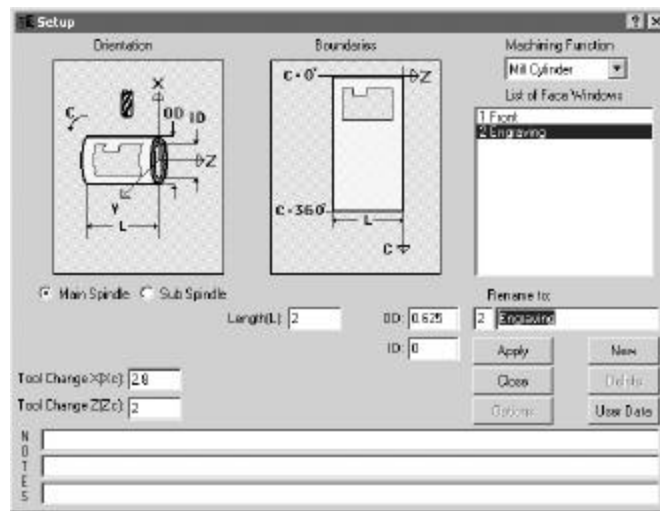 Setup
Orientation
C
X
OD
ID
Z
Y
L
Boundaries
C=0°
Z
C=360°
L
C
Machining Function
Mill Cylinder
List of Face Windows
1 Front
2 Engraving
Main Spindle
Sub Spindle
Length(L): 2
OD: 0.625
ID: 0
Rename to:
2 Engraving
Apply
New
Close
Delete
Options
User Data
Tool Change X(Xc): 2.8
Tool Change Z(Zc): 2
NOTES